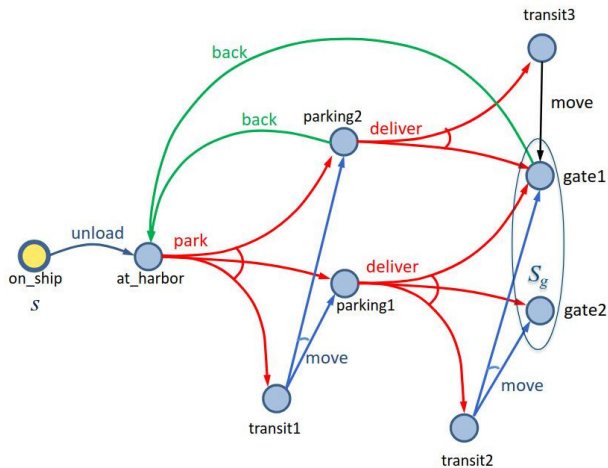 transit3
back
move
parking2
back
deliver
gate1
unload
park
on_ship
at_harbor
deliver
S_g
s
parking1
gate2
move
move
transit1
transit2